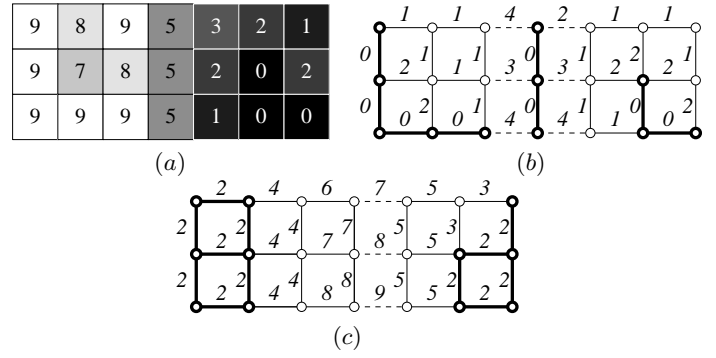 9 8 9 5 3 2 1
9 7 8 5 2 0 2
9 9 9 5 1 0 0
(a)
1 1 4 2 1 1
0 1 0 1 2 1
2 1 3 3 2 2
0 2 1 0 1 0 2
0 0 4 4 1 0
(b)
2 4 6 7 5 3
2 2 4 7 5 3 2
2 4 7 8 5 2
2 2 4 8 5 2 2
2 4 8 9 5 2
(c)